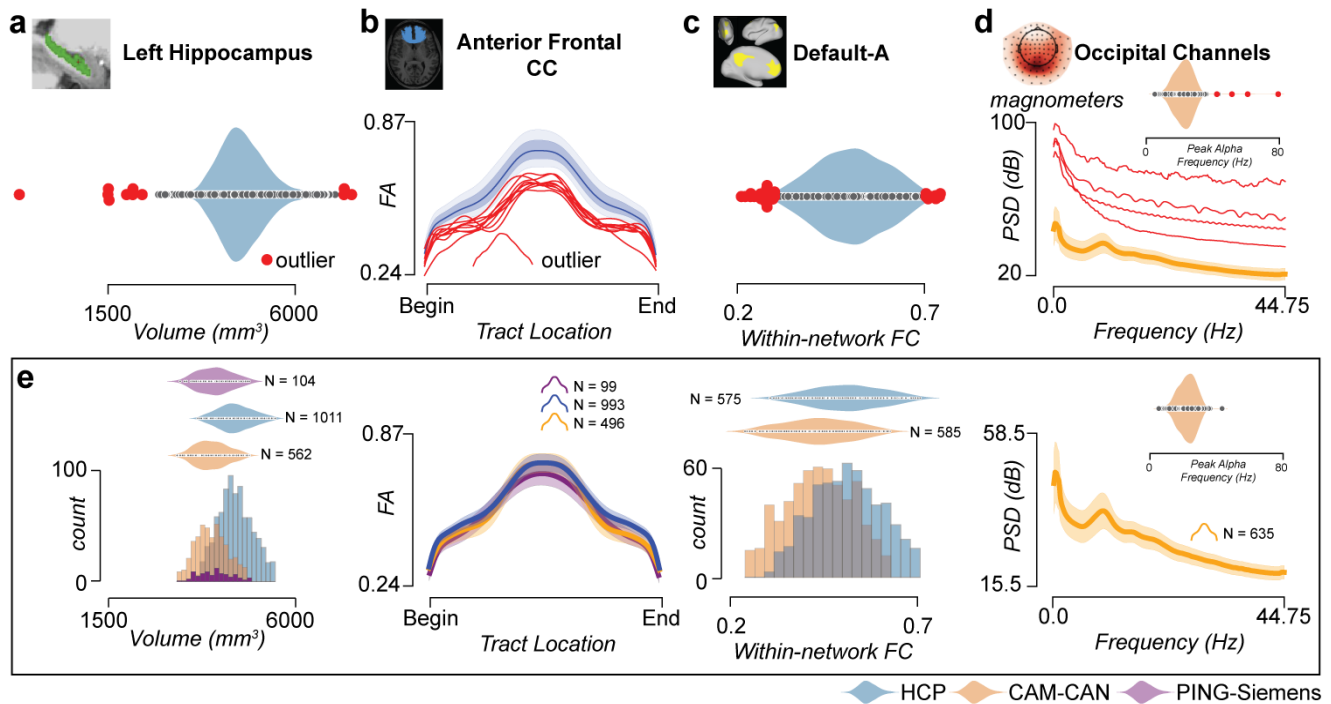 a
Left Hippocampus
outlier
1500
6000
Volume (mm³)
b
Anterior Frontal
CC
0.87
FA
0.24
outlier
Begin
End
Tract Location
c
Default-A
0.2
0.7
Within-network FC
d
Occipital Channels
magnometers
100
PSD (dB)
20
0
80
Peak Alpha
Frequency (Hz)
0.0
44.75
Frequency (Hz)
e
N = 104
N = 1011
N = 562
100
count
0
1500
6000
Volume (mm³)
N = 99
N = 993
N = 496
0.87
FA
0.24
Begin
End
Tract Location
N = 575
N = 585
60
count
0
0.2
0.7
Within-network FC
0
80
Peak Alpha
Frequency (Hz)
58.5
PSD (dB)
15.5
N = 635
0.0
44.75
Frequency (Hz)
HCP
CAM-CAN
PING-Siemens